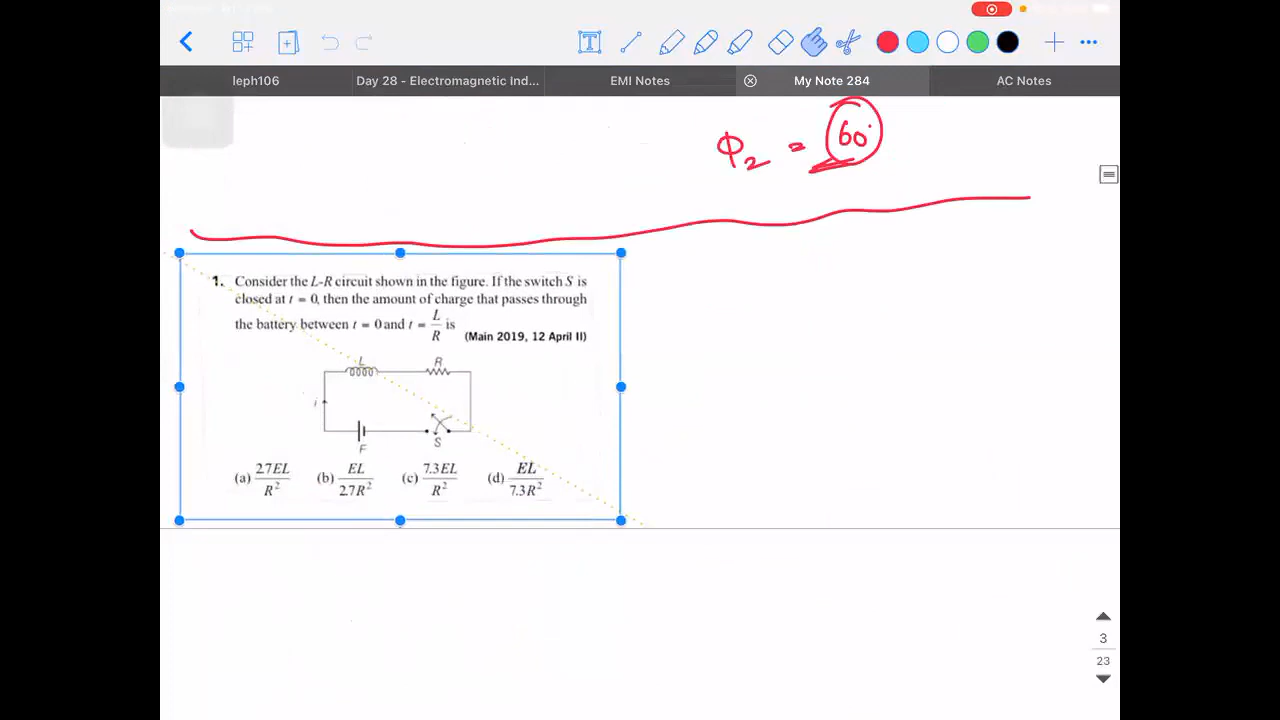 leph106
Day 28 - Electromagnetic Ind...
EMI Notes
My Note 284
AC Notes
Φ₂ = 60°
1. Consider the L-R circuit shown in the figure. If the switch S is
closed at t = 0, then the amount of charge that passes through
the battery between t = 0 and t = L/R is
(Main 2019, 12 April II)
L R
i
E S
(a) 2.7EL/R² (b) EL/2.7R² (c) 7.3EL/R² (d) EL/7.3R²
3
23